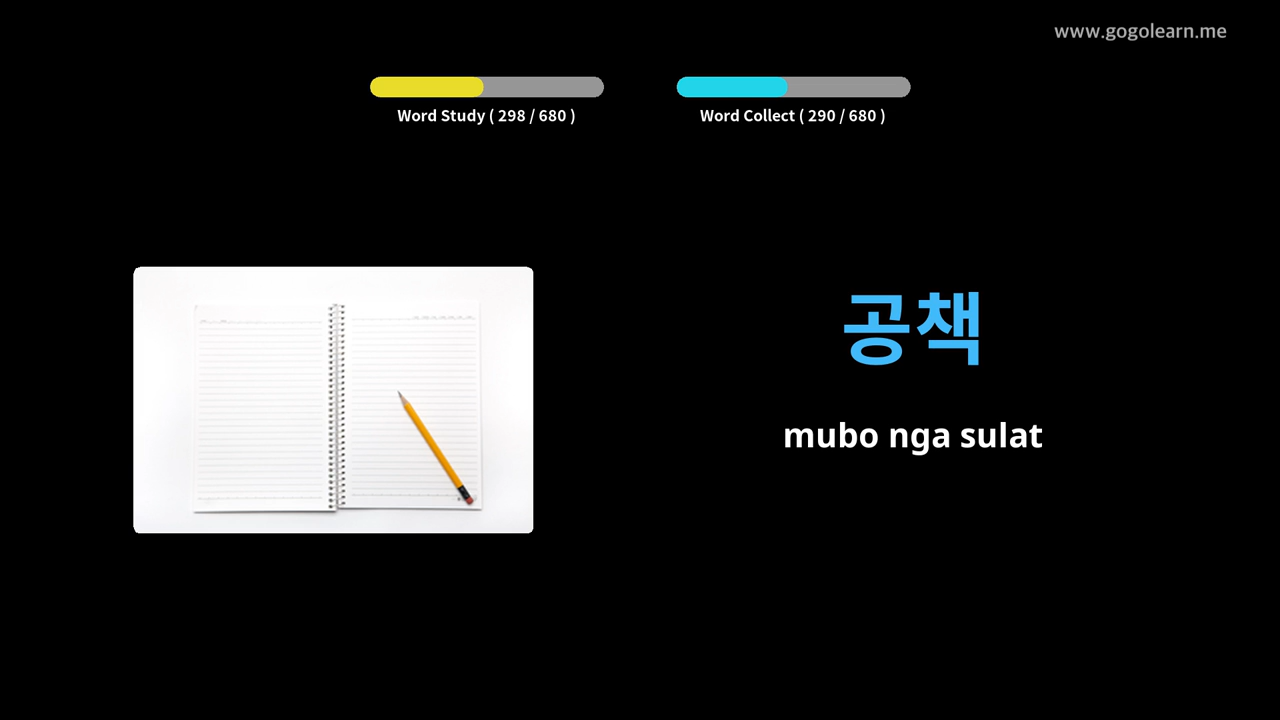 www.gogolearn.me
Word Study ( 298 / 680 )
Word Collect ( 290 / 680 )
공책
mubo nga sulat